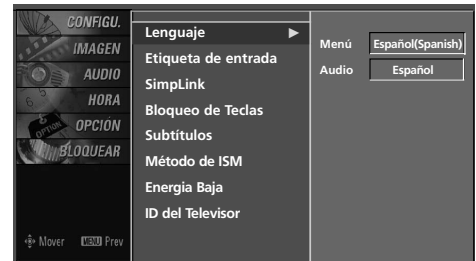 CONFIGU.
IMAGEN
AUDIO
HORA
OPCIÓN
BLOQUEAR
Mover MENU Prev
Lenguaje ▶
Etiqueta de entrada
SimpLink
Bloqueo de Teclas
Subtítulos
Método de ISM
Energia Baja
ID del Televisor
Menú Español(Spanish)
Audio Español